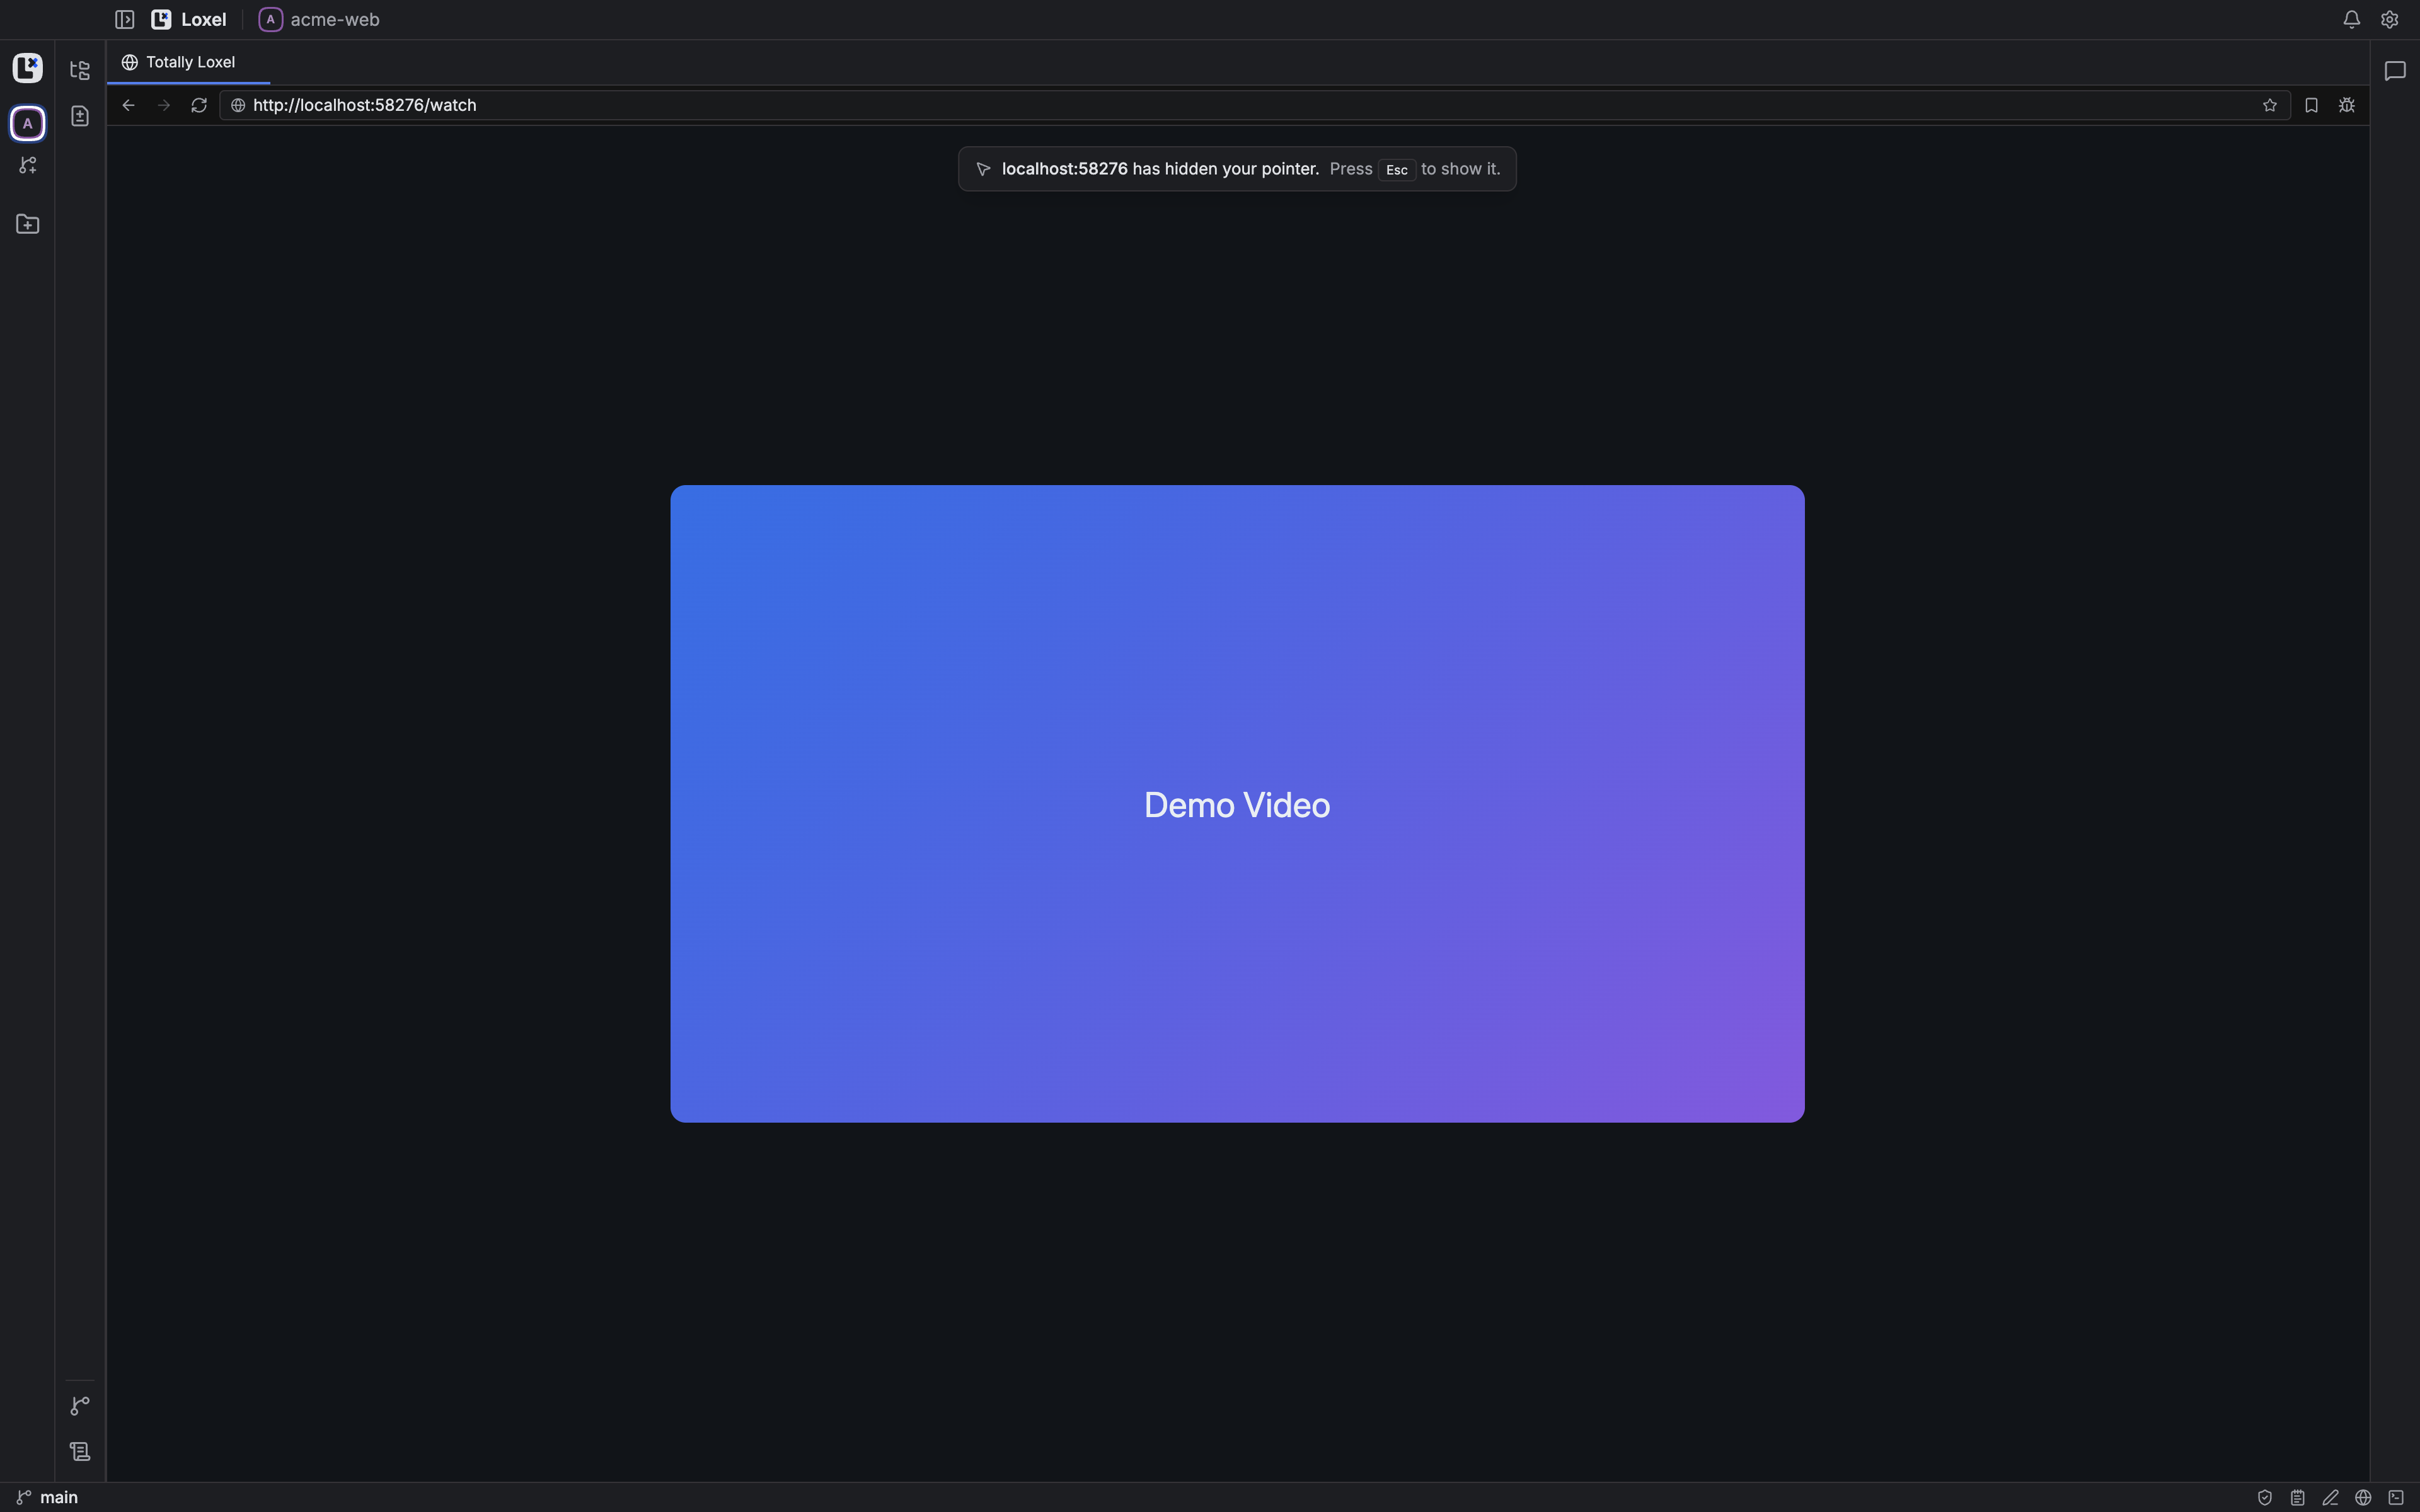 Loxel
A acme-web
Totally Loxel
A
http://localhost:58276/watch
localhost:58276 has hidden your pointer. Press Esc to show it.
Demo Video
main